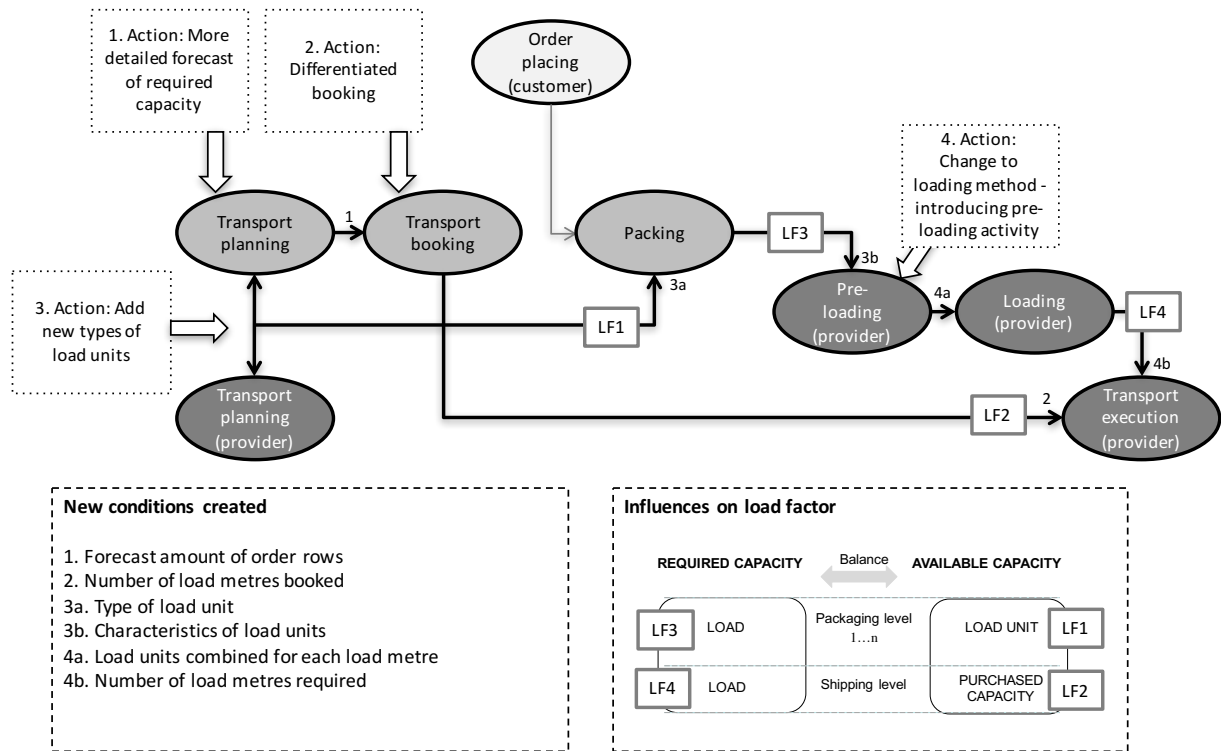 1. Action: More
detailed forecast
of required
capacity
2. Action:
Differentiated
booking
Order
placing
(customer)
4. Action:
Change to
loading method -
introducing pre-
loading activity
Transport
planning
1
Transport
booking
Packing
LF3
3b
3a
Pre-
loading
(provider)
4a
Loading
(provider)
LF4
4b
3. Action: Add
new types of
load units
LF1
Transport
planning
(provider)
LF2
2
Transport
execution
(provider)
New conditions created
1. Forecast amount of order rows
2. Number of load metres booked
3a. Type of load unit
3b. Characteristics of load units
4a. Load units combined for each load metre
4b. Number of load metres required
Influences on load factor
REQUIRED CAPACITY
Balance
AVAILABLE CAPACITY
LF3
LOAD
Packaging level
1…n
LOAD UNIT
LF1
LF4
LOAD
Shipping level
PURCHASED
CAPACITY
LF2